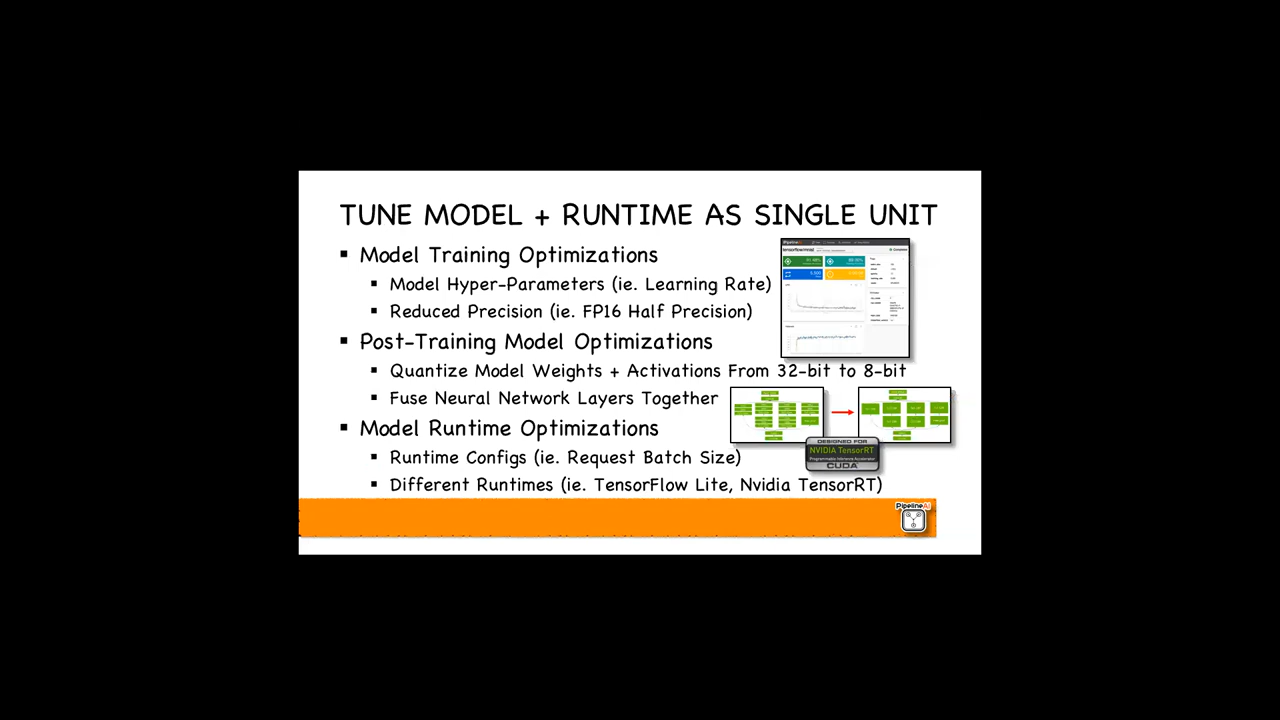 TUNE MODEL + RUNTIME AS SINGLE UNIT
▪ Model Training Optimizations
▪ Model Hyper-Parameters (ie. Learning Rate)
▪ Reduced Precision (ie. FP16 Half Precision)
▪ Post-Training Model Optimizations
▪ Quantize Model Weights + Activations From 32-bit to 8-bit
▪ Fuse Neural Network Layers Together
▪ Model Runtime Optimizations
▪ Runtime Configs (ie. Request Batch Size)
▪ Different Runtimes (ie. TensorFlow Lite, Nvidia TensorRT)
DESIGNED FOR
NVIDIA TensorRT
Programmable Inference Accelerator
CUDA
PipelineAI